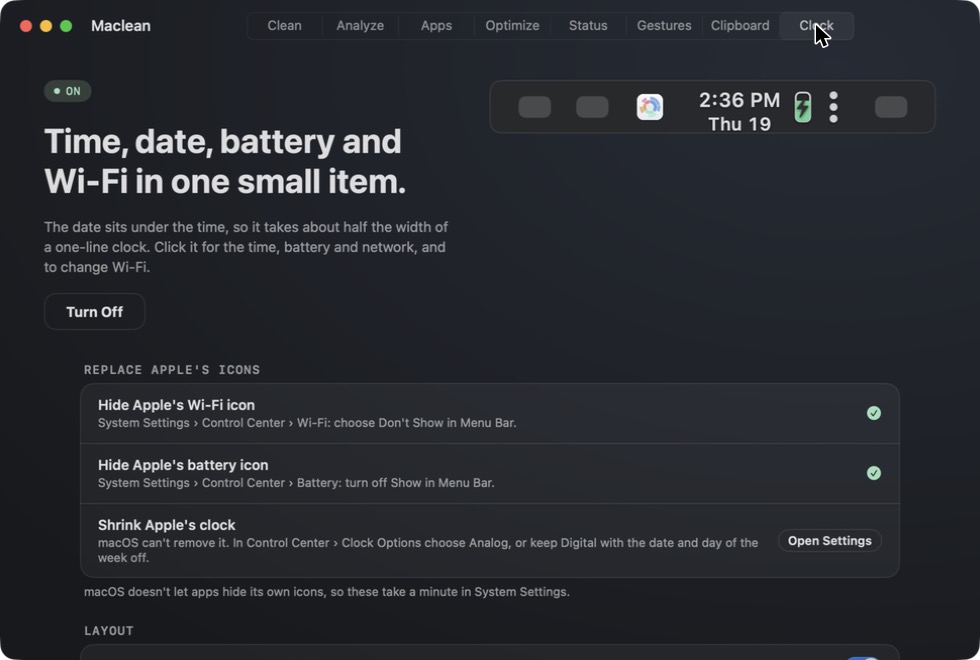 Maclean
Clean
Analyze
Apps
Optimize
Status
Gestures
Clipboard
Clock
ON
2:36 PM
Thu 19
Time, date, battery and
Wi-Fi in one small item.
The date sits under the time, so it takes about half the width of
a one-line clock. Click it for the time, battery and network, and
to change Wi-Fi.
Turn Off
REPLACE APPLE'S ICONS
Hide Apple's Wi-Fi icon
System Settings › Control Center › Wi-Fi: choose Don't Show in Menu Bar.
Hide Apple's battery icon
System Settings › Control Center › Battery: turn off Show in Menu Bar.
Shrink Apple's clock
macOS can't remove it. In Control Center › Clock Options choose Analog, or keep Digital with the date and day of the
week off.
Open Settings
macOS doesn't let apps hide its own icons, so these take a minute in System Settings.
LAYOUT